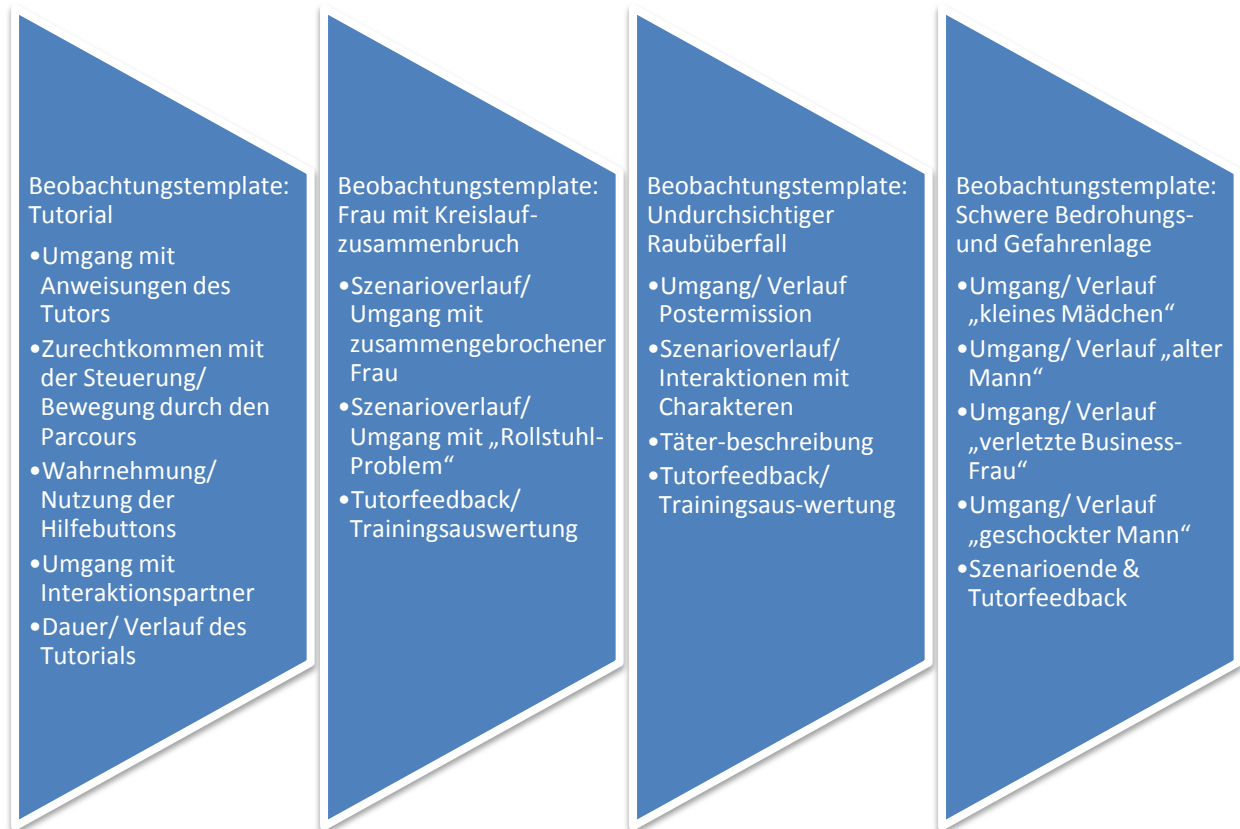 Beobachtungstemplate:
Tutorial
•Umgang mit
Anweisungen des
Tutors
•Zurechtkommen mit
der Steuerung/
Bewegung durch den
Parcours
•Wahrnehmung/
Nutzung der
Hilfebuttons
•Umgang mit
Interaktionspartner
•Dauer/ Verlauf des
Tutorials
Beobachtungstemplate:
Frau mit Kreislauf-
zusammenbruch
•Szenarioverlauf/
Umgang mit
zusammengebrochener
Frau
•Szenarioverlauf/
Umgang mit „Rollstuhl-
Problem“
•Tutorfeedback/
Trainingsauswertung
Beobachtungstemplate:
Undurchsichtiger
Raubüberfall
•Umgang/ Verlauf
Postermission
•Szenarioverlauf/
Interaktionen mit
Charakteren
•Täter-beschreibung
•Tutorfeedback/
Trainingsaus-wertung
Beobachtungstemplate:
Schwere Bedrohungs-
und Gefahrenlage
•Umgang/ Verlauf
„kleines Mädchen“
•Umgang/ Verlauf „alter
Mann“
•Umgang/ Verlauf
„verletzte Business-
Frau“
•Umgang/ Verlauf
„geschockter Mann“
•Szenarioende &
Tutorfeedback